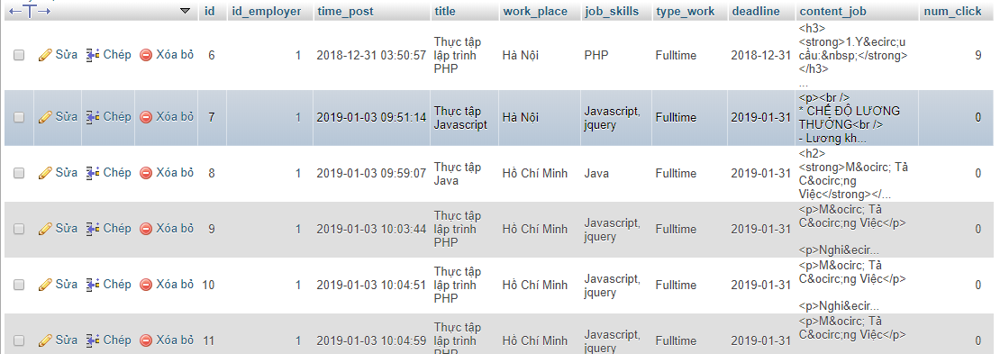 id id_employer time_post title work_place job_skills type_work deadline content_job num_click
Sửa Chép Xóa bỏ 6 1 2018-12-31 03:50:57 Thực tập lập trình PHP Hà Nội PHP Fulltime 2018-12-31 <h3> <strong>1.Y&ecirc;u cầu:&nbsp;</strong> </h3> ... 9
Sửa Chép Xóa bỏ 7 1 2019-01-03 09:51:14 Thực tập Javascript Hà Nội Javascript, jquery Fulltime 2019-01-31 <p><br /> * CHẾ ĐỘ LƯƠNG THƯỞNG<br /> - Lương kh... 0
Sửa Chép Xóa bỏ 8 1 2019-01-03 09:59:07 Thực tập Java Hồ Chí Minh Java Fulltime 2019-01-31 <h2> <strong>M&ocirc; Tả C&ocirc;ng Việc</strong></... 0
Sửa Chép Xóa bỏ 9 1 2019-01-03 10:03:44 Thực tập lập trình PHP Hồ Chí Minh Javascript, jquery Fulltime 2019-01-31 <p>M&ocirc; Tả C&ocirc;ng Việc</p> <p>Nghi&ecir... 0
Sửa Chép Xóa bỏ 10 1 2019-01-03 10:04:51 Thực tập lập trình PHP Hồ Chí Minh Javascript, jquery Fulltime 2019-01-31 <p>M&ocirc; Tả C&ocirc;ng Việc</p> <p>Nghi&ecir... 0
Sửa Chép Xóa bỏ 11 1 2019-01-03 10:04:59 Thực tập lập trình PHP Hồ Chí Minh Javascript, jquery Fulltime 2019-01-31 <p>M&ocirc; Tả C&ocirc;ng Việc</p> 0